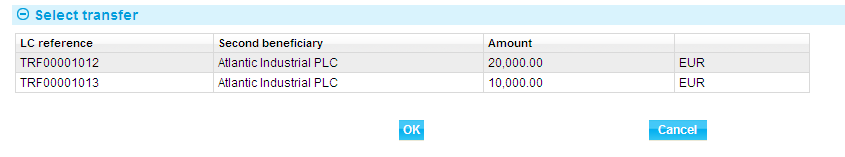 Select transfer
LC reference Second beneficiary Amount
TRF00001012 Atlantic Industrial PLC 20,000.00 EUR
TRF00001013 Atlantic Industrial PLC 10,000.00 EUR
OK Cancel